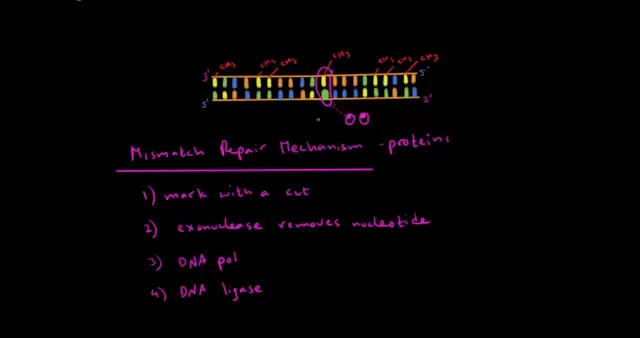 CH3 CH3 CH3 CH3 CH3 CH3 CH3
3' 5'
5' 3'
Mismatch Repair Mechanism - proteins
1) mark with a cut
2) exonuclease removes nucleotide
3) DNA pol
4) DNA ligase